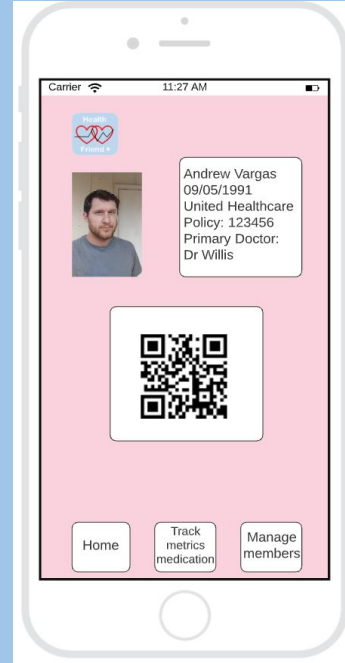 Carrier 11:27 AM
Health
Friend +
Andrew Vargas
09/05/1991
United Healthcare
Policy: 123456
Primary Doctor:
Dr Willis
Home
Track
metrics
medication
Manage
members